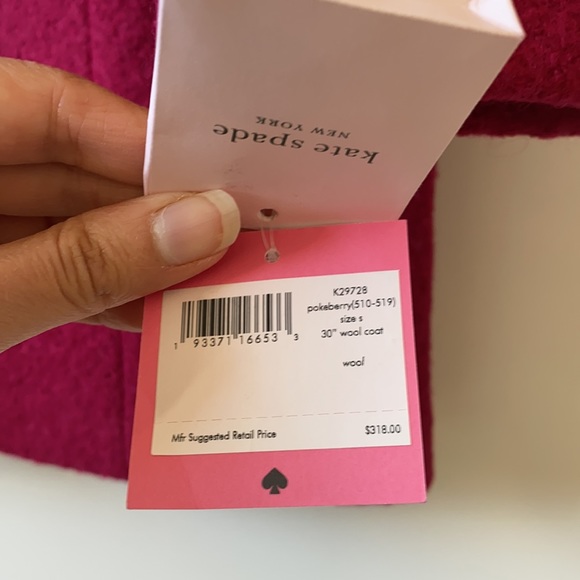 kate spade
NEW YORK
K29728
pokeberry(510-519)
size s
30" wool coat
wool
1 93371 16653 3
Mfr Suggested Retail Price $318.00